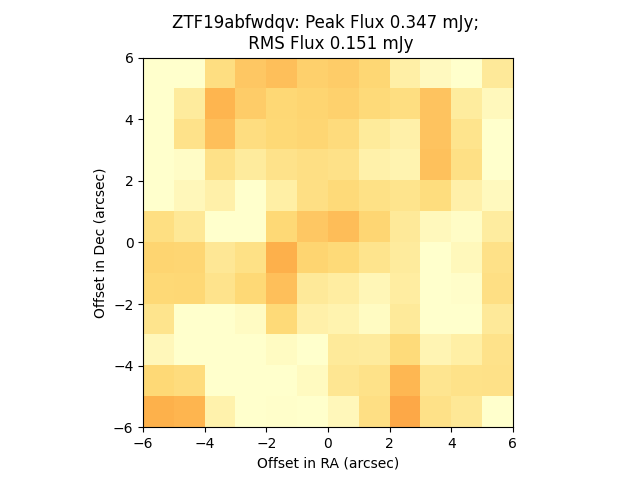 ZTF19abfwdqv: Peak Flux 0.347 mJy;
RMS Flux 0.151 mJy
6
4
2
0
−2
−4
−6
Offset in Dec (arcsec)
−6 −4 −2 0 2 4 6
Offset in RA (arcsec)